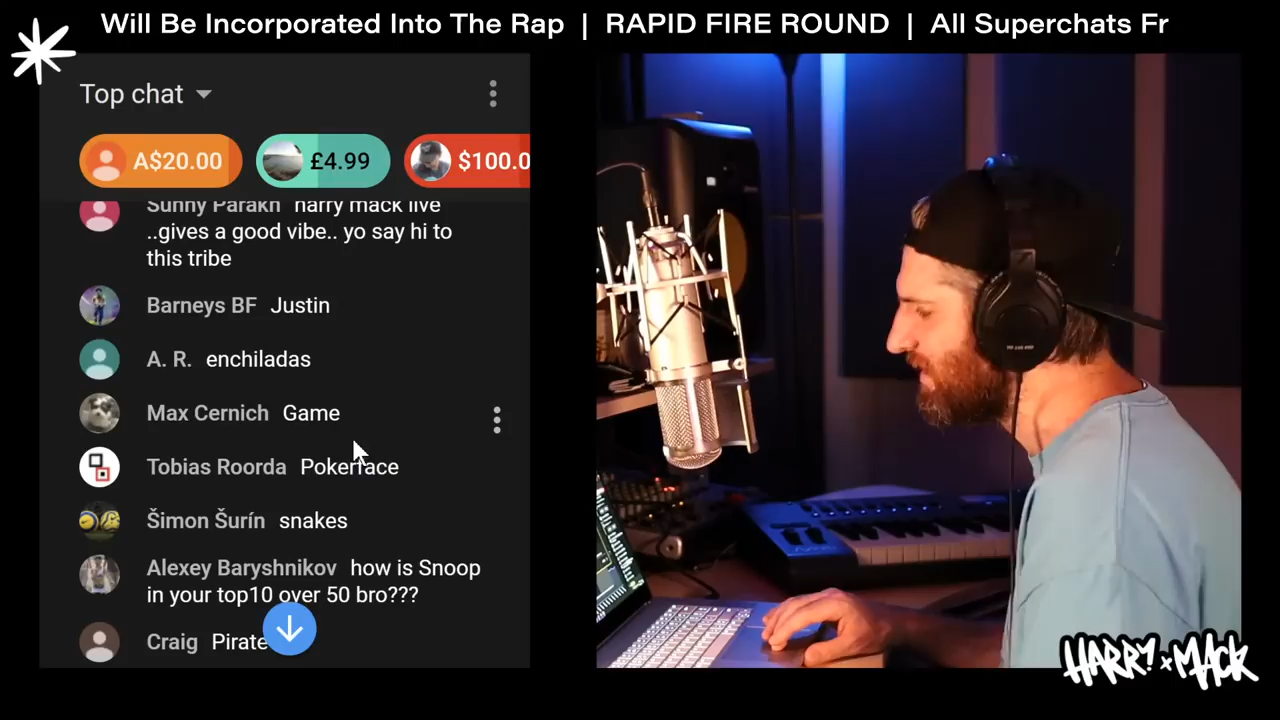 Will Be Incorporated Into The Rap | RAPID FIRE ROUND | All Superchats Fr
Top chat
A$20.00 £4.99 $100.0
Sunny Parakh harry mack live
..gives a good vibe.. yo say hi to
this tribe
Barneys BF Justin
A. R. enchiladas
Max Cernich Game
Tobias Roorda Pokerface
Šimon Šurín snakes
Alexey Baryshnikov how is Snoop
in your top10 over 50 bro???
Craig Pirate
HARRY x MACK